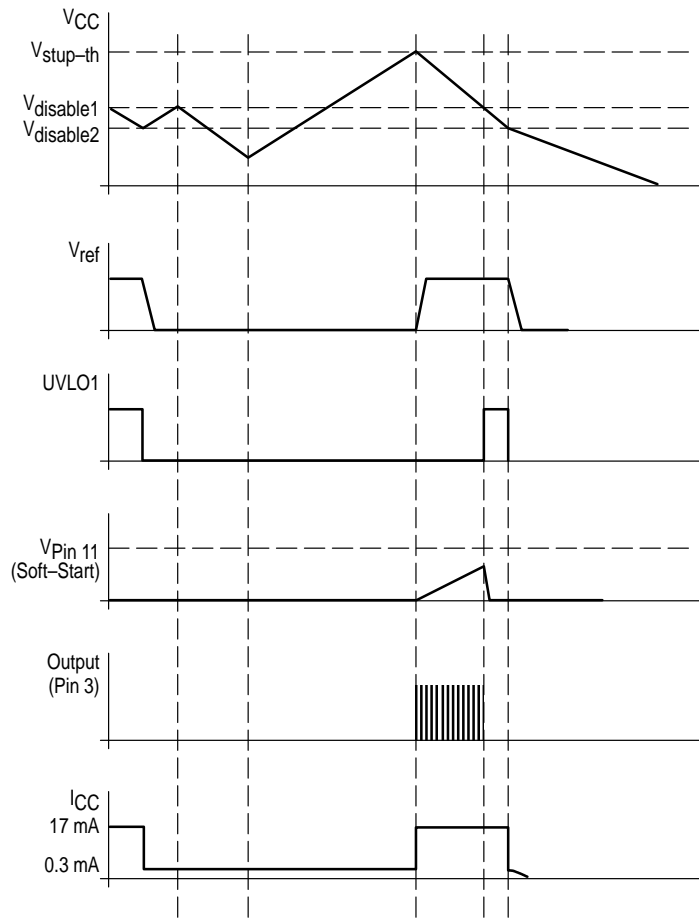 VCC
Vstup–th
Vdisable1
Vdisable2
Vref
UVLO1
VPin 11
(Soft–Start)
Output
(Pin 3)
ICC
17 mA
0.3 mA